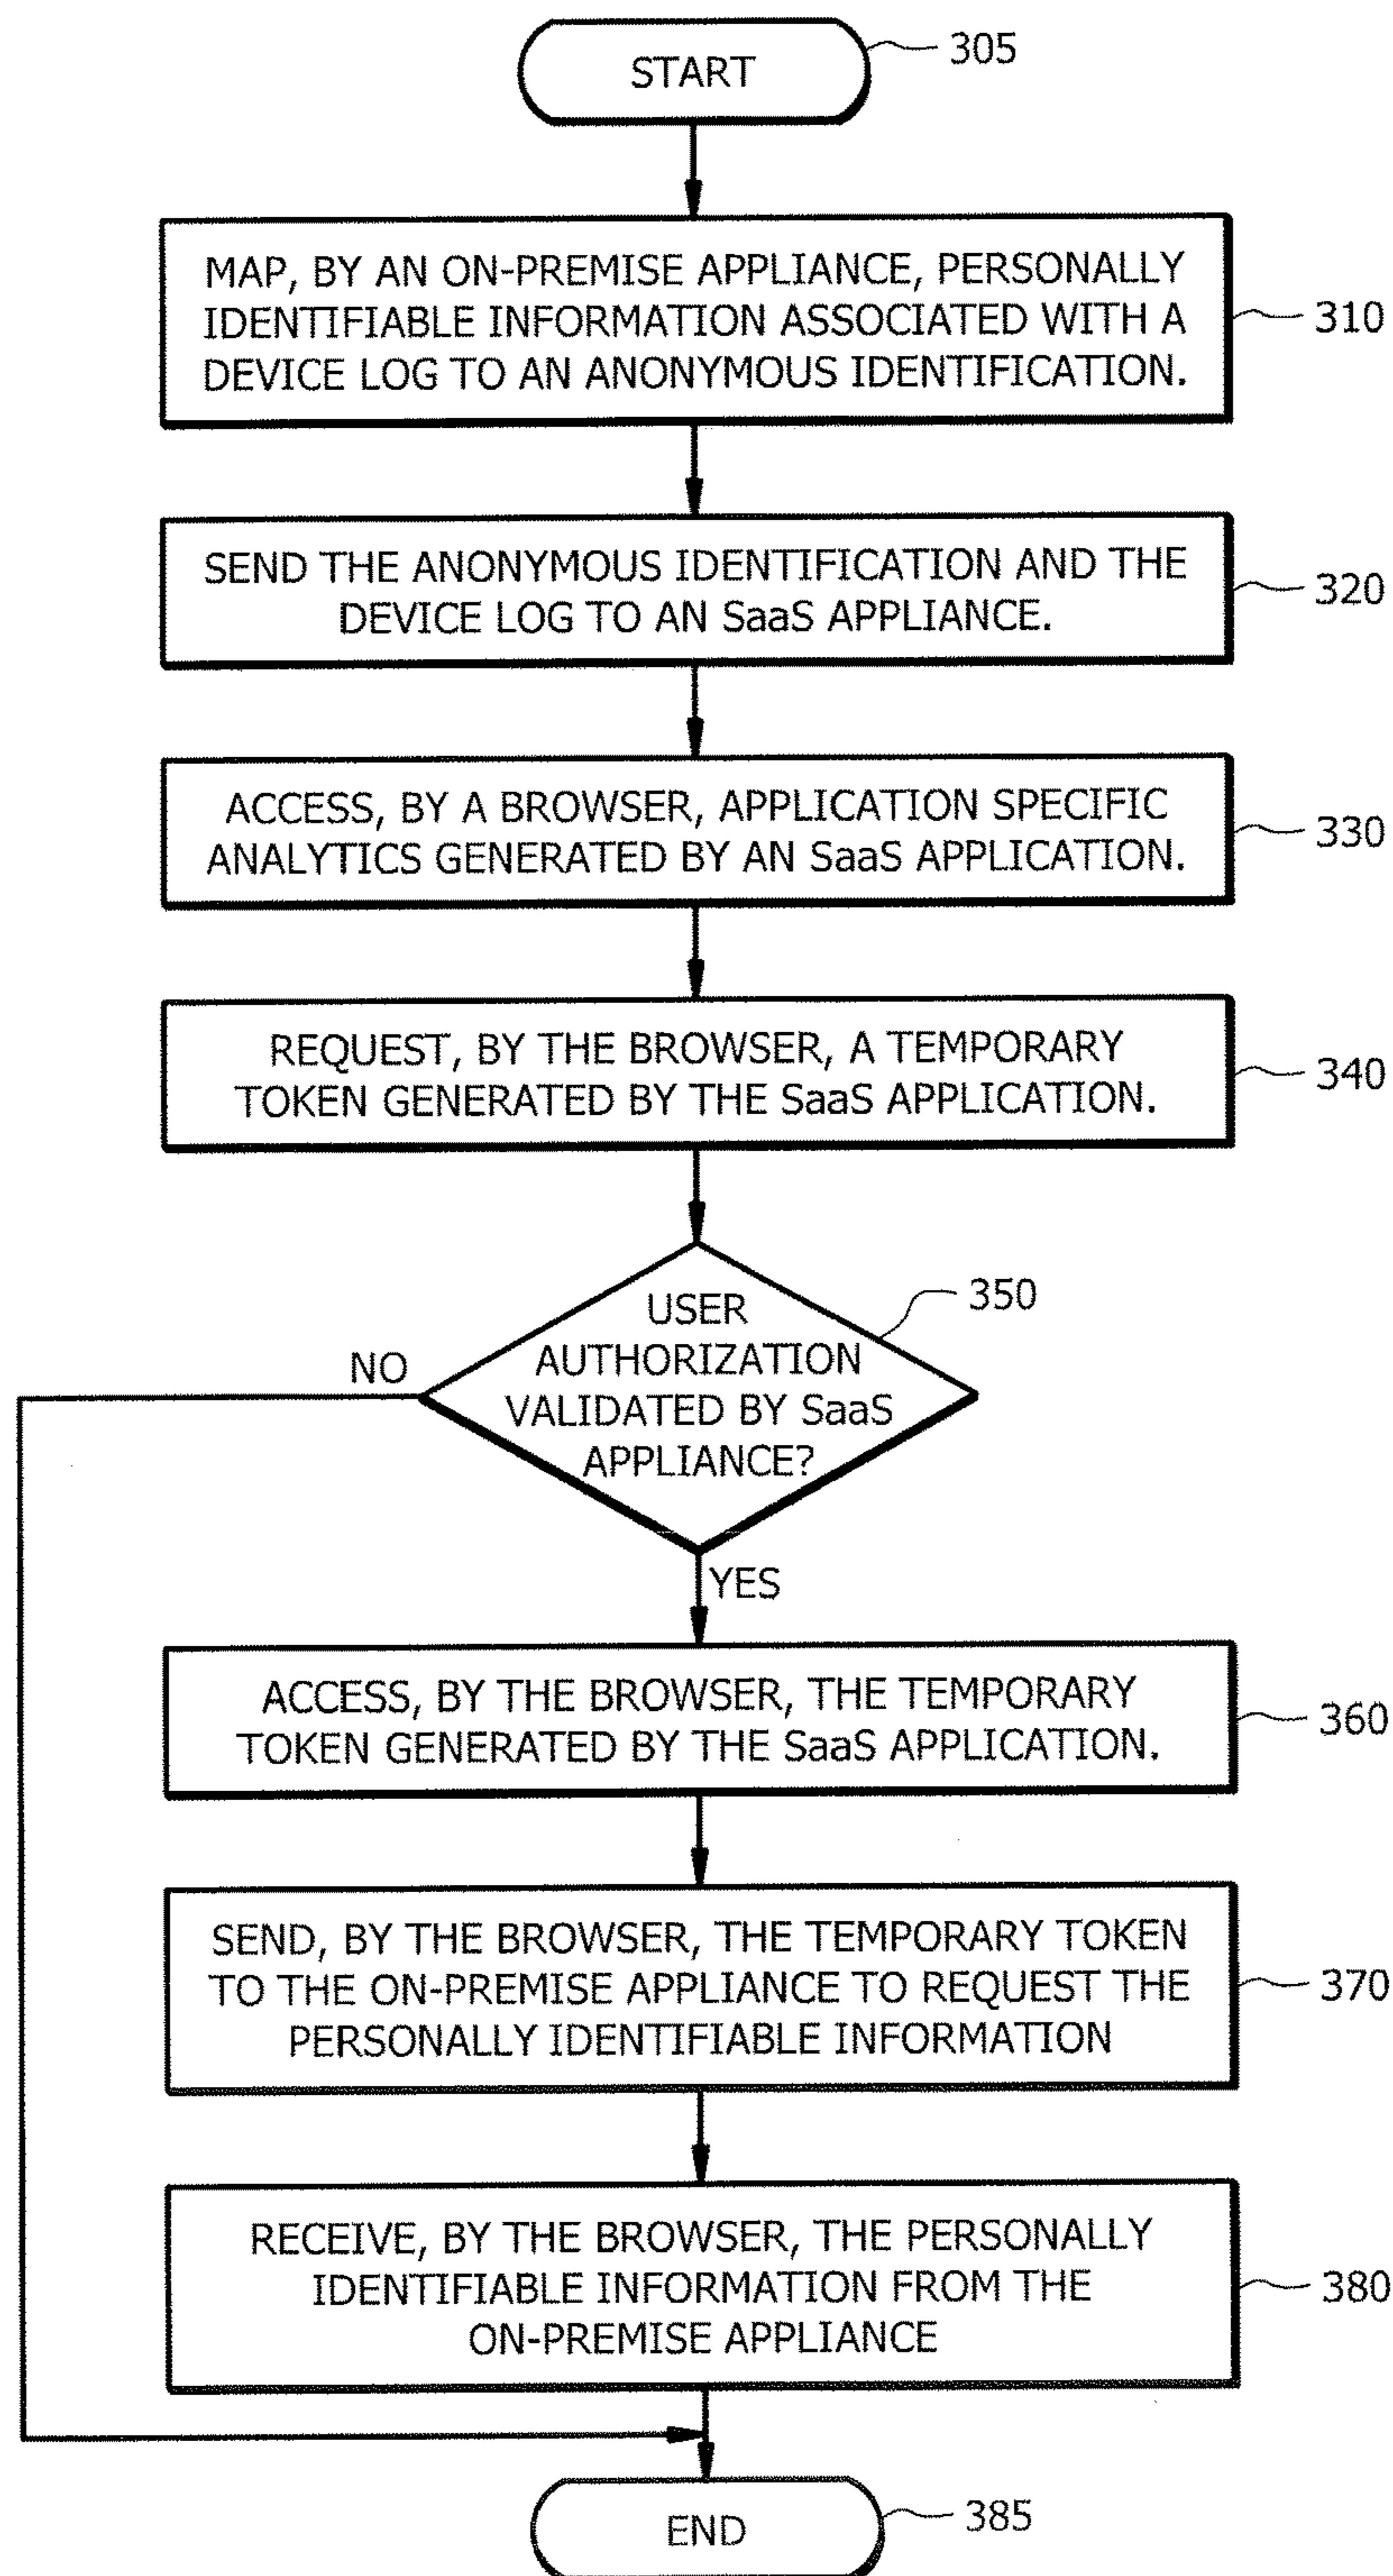 START
305
MAP, BY AN ON-PREMISE APPLIANCE, PERSONALLY
IDENTIFIABLE INFORMATION ASSOCIATED WITH A
DEVICE LOG TO AN ANONYMOUS IDENTIFICATION.
310
SEND THE ANONYMOUS IDENTIFICATION AND THE
DEVICE LOG TO AN SaaS APPLIANCE.
320
ACCESS, BY A BROWSER, APPLICATION SPECIFIC
ANALYTICS GENERATED BY AN SaaS APPLICATION.
330
REQUEST, BY THE BROWSER, A TEMPORARY
TOKEN GENERATED BY THE SaaS APPLICATION.
340
USER
AUTHORIZATION
VALIDATED BY SaaS
APPLIANCE?
350
NO
YES
ACCESS, BY THE BROWSER, THE TEMPORARY
TOKEN GENERATED BY THE SaaS APPLICATION.
360
SEND, BY THE BROWSER, THE TEMPORARY TOKEN
TO THE ON-PREMISE APPLIANCE TO REQUEST THE
PERSONALLY IDENTIFIABLE INFORMATION
370
RECEIVE, BY THE BROWSER, THE PERSONALLY
IDENTIFIABLE INFORMATION FROM THE
ON-PREMISE APPLIANCE
380
END
385